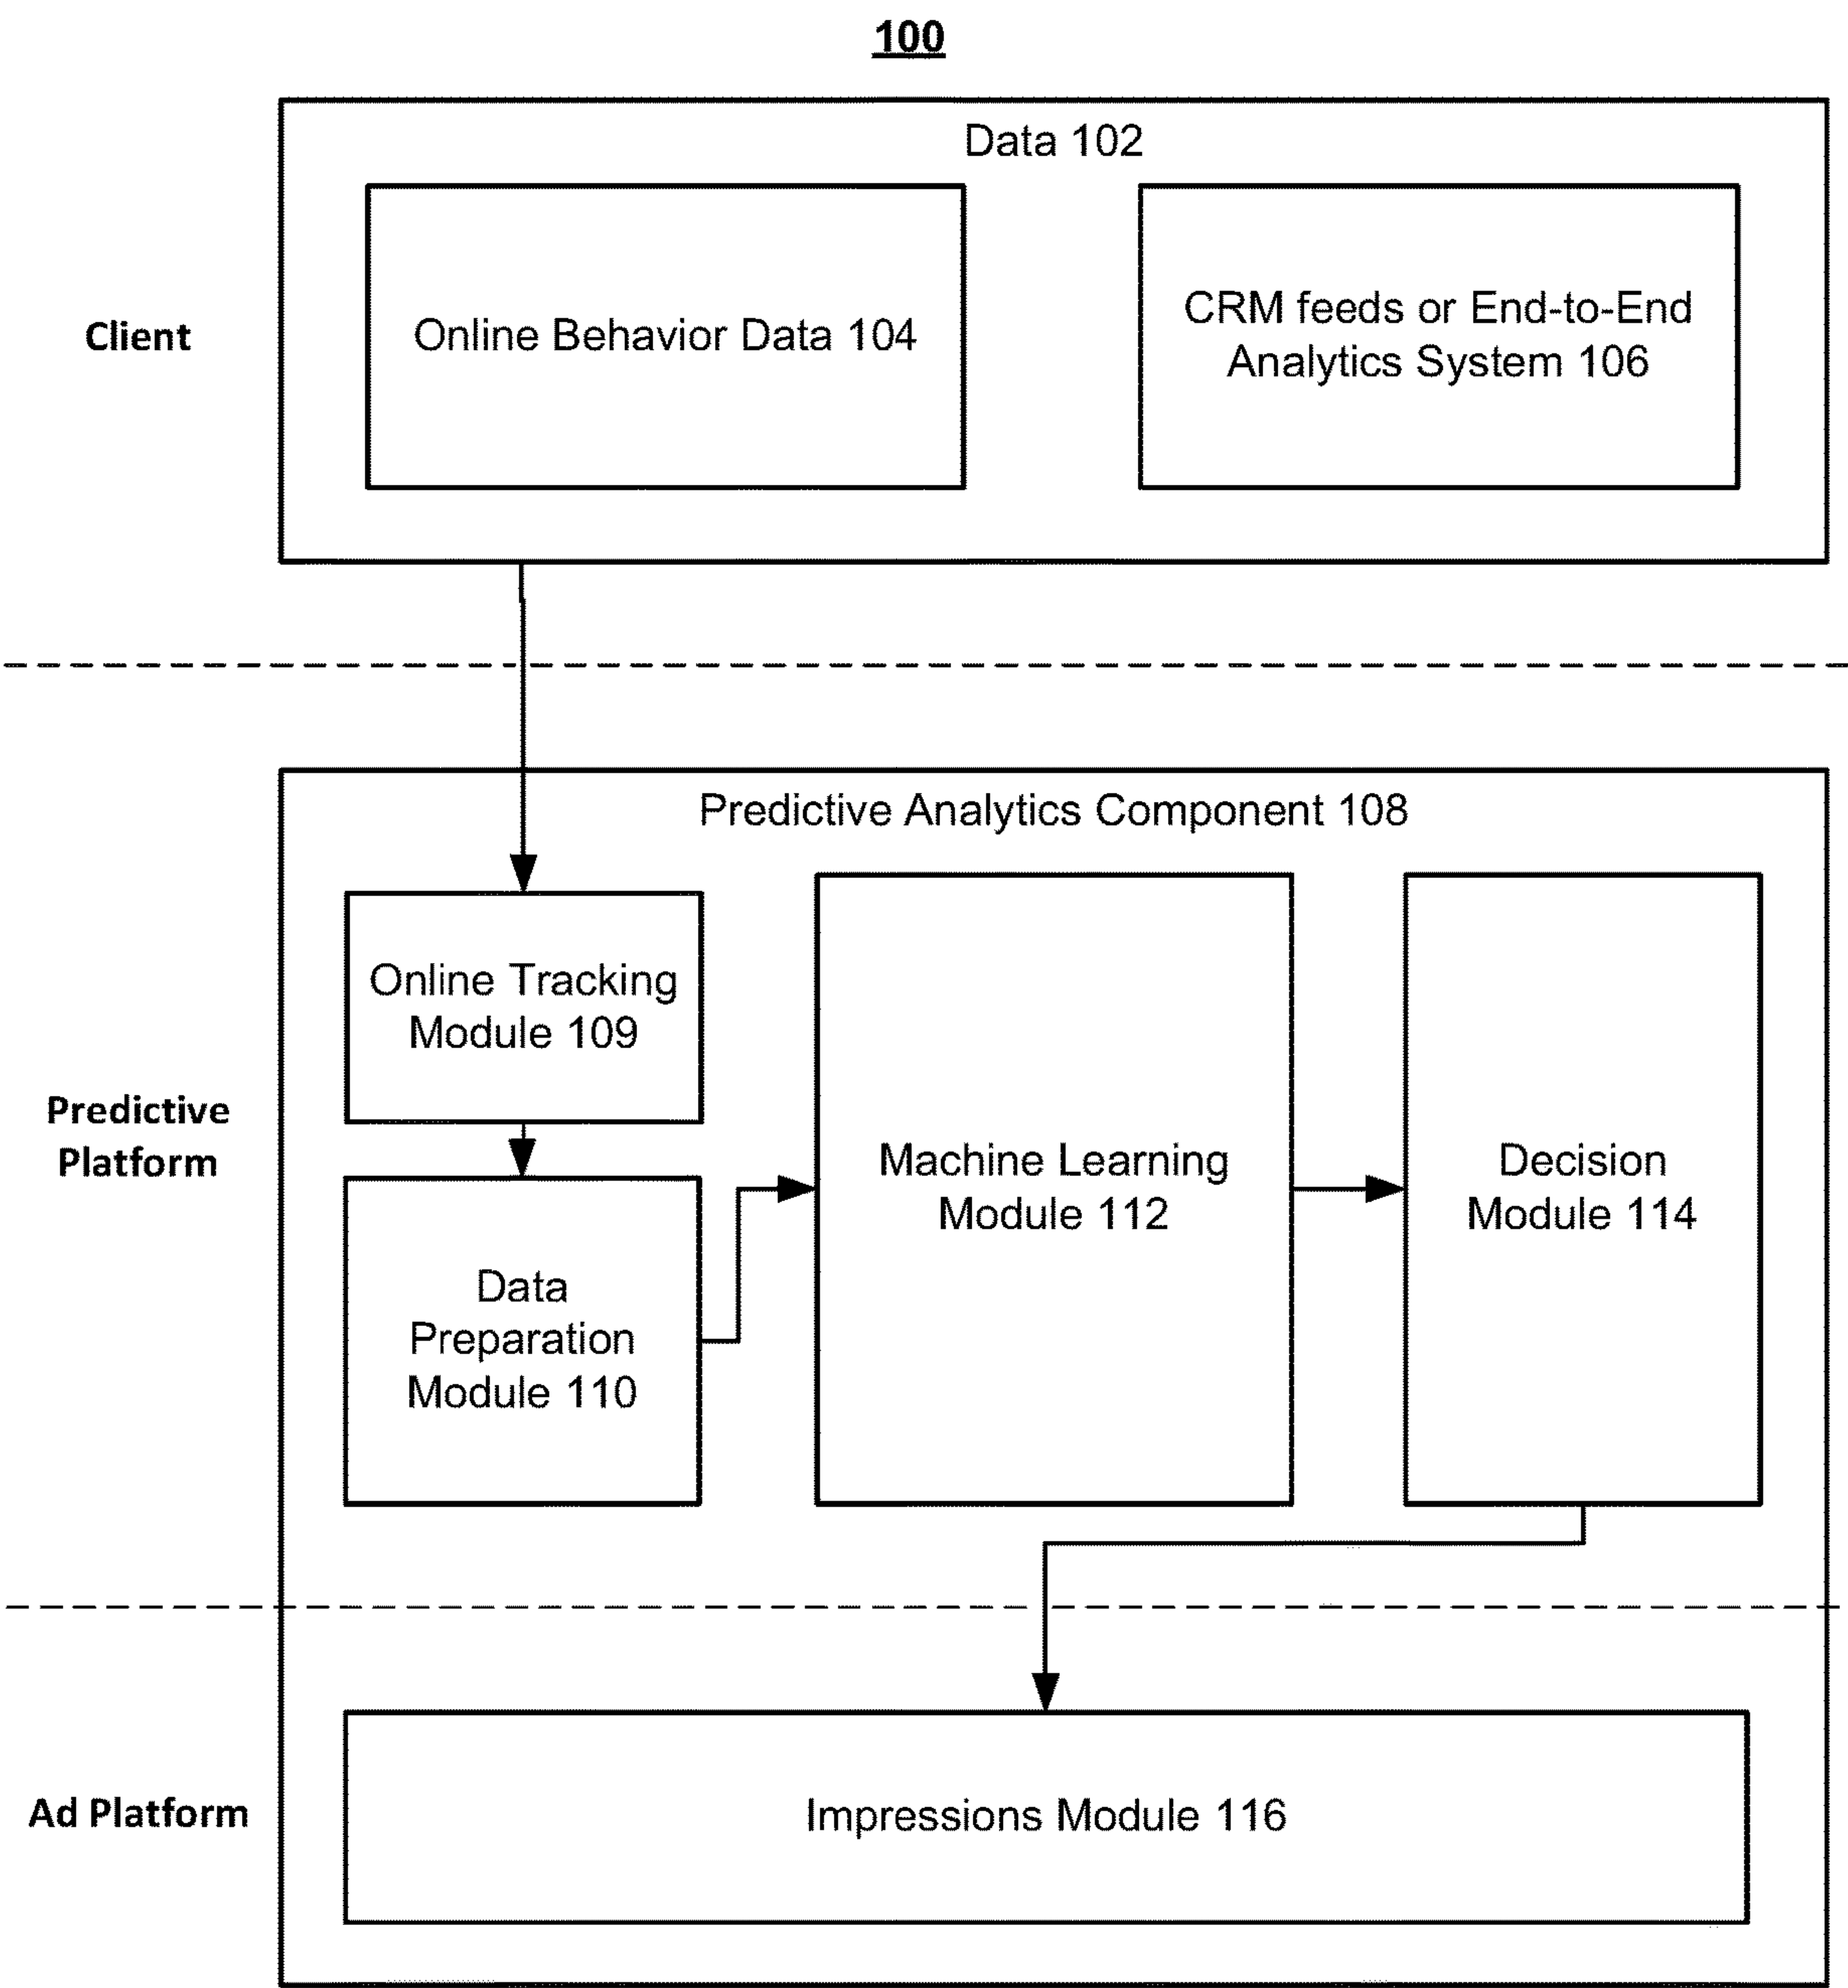 100
Data 102
Client
Online Behavior Data 104
CRM feeds or End-to-End
Analytics System 106
Predictive Analytics Component 108
Predictive
Platform
Online Tracking
Module 109
Data
Preparation
Module 110
Machine Learning
Module 112
Decision
Module 114
Ad Platform
Impressions Module 116